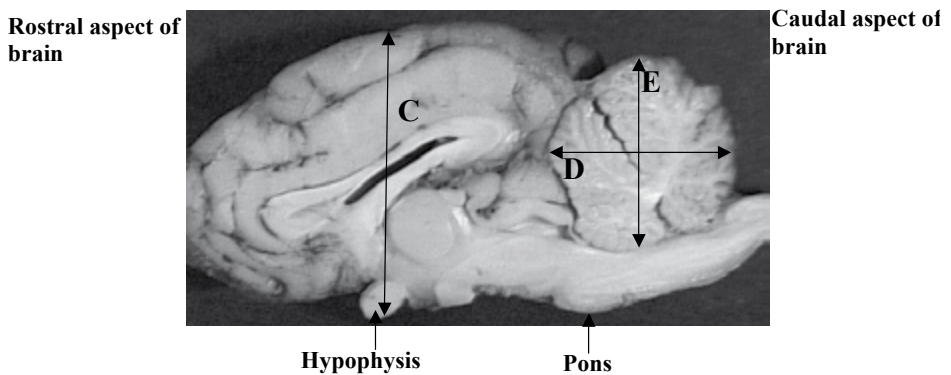 Rostral aspect of
brain
Caudal aspect of
brain
E
C
D
Hypophysis
Pons